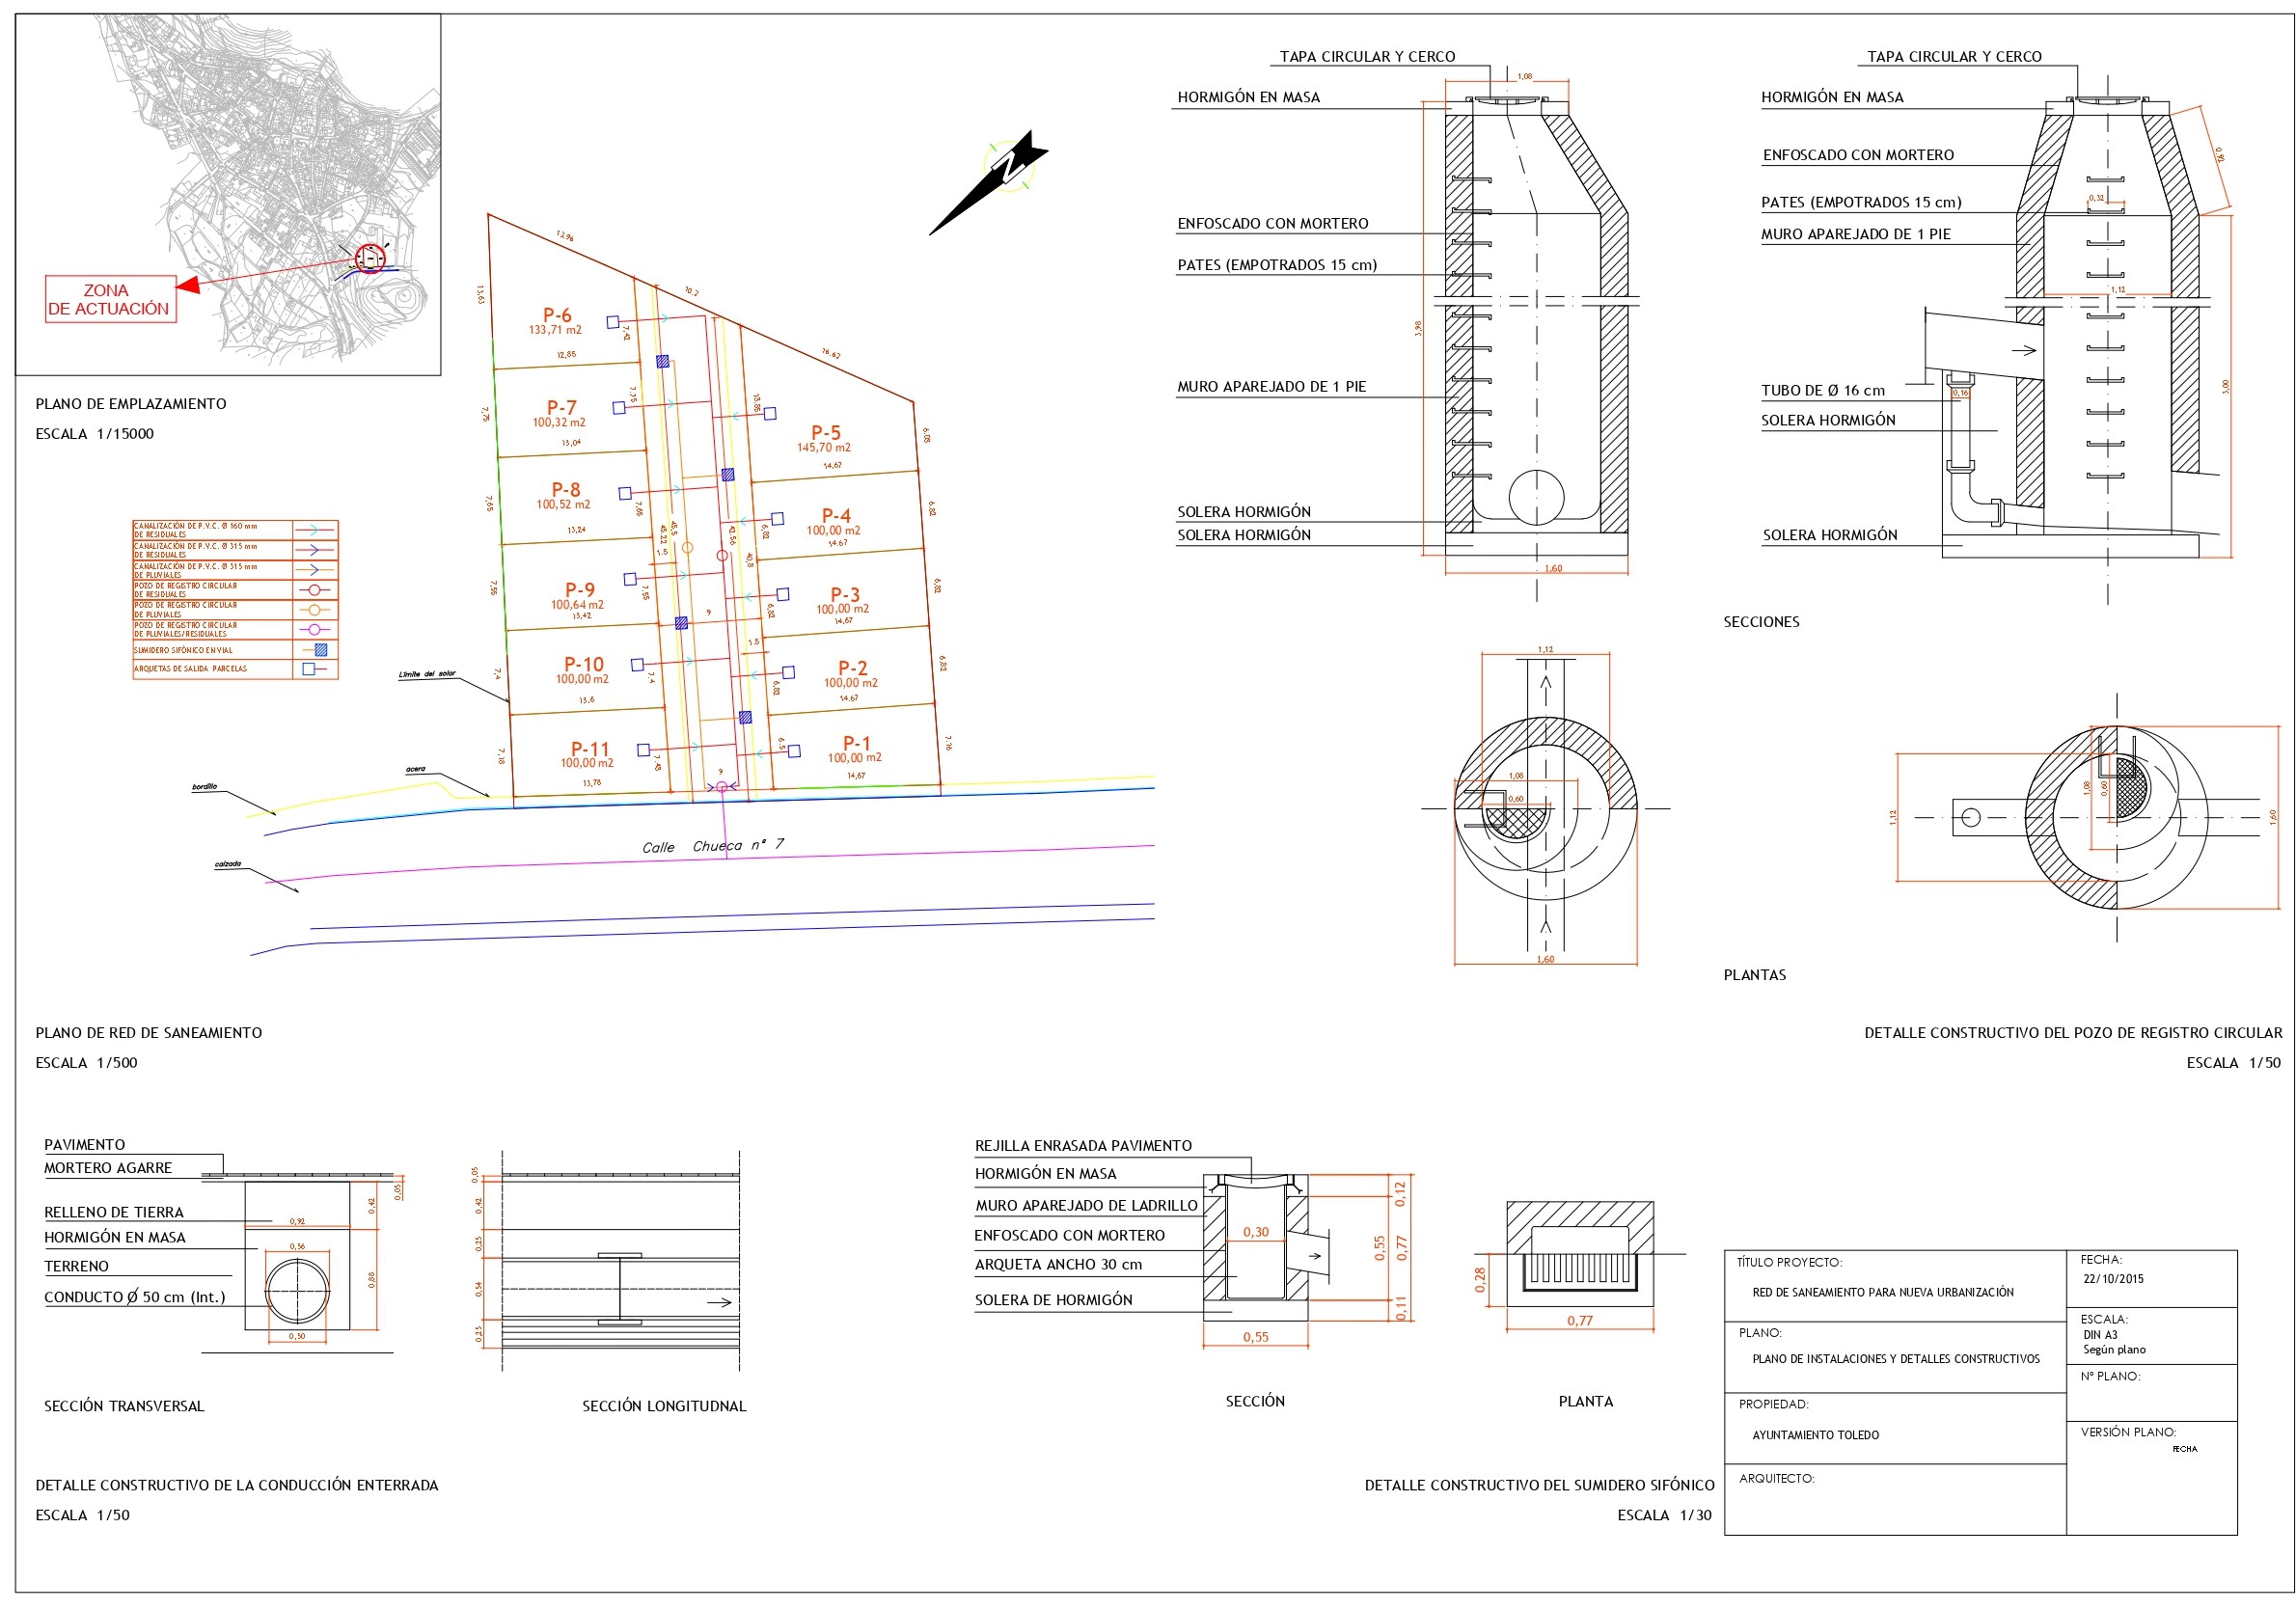 ZONA
DE ACTUACIÓN
PLANO DE EMPLAZAMIENTO
ESCALA 1/15000
CANALIZACIÓN DE P.V.C. Ø 160 mm
DE RESIDUALES
CANALIZACIÓN DE P.V.C. Ø 315 mm
DE RESIDUALES
CANALIZACIÓN DE P.V.C. Ø 315 mm
DE PLUVIALES
POZO DE REGISTRO CIRCULAR
DE RESIDUALES
POZO DE REGISTRO CIRCULAR
DE PLUVIALES
POZO DE REGISTRO CIRCULAR
DE PLUVIALES/RESIDUALES
SUMIDERO SIFÓNICO EN VIAL
ARQUETAS DE SALIDA PARCELAS
N
12,96
10,2
16,62
13,63
P-6
133,71 m2
7,42
12,85
7,75
P-7
100,32 m2
7,75
13,04
7,65
P-8
100,52 m2
7,65
13,24
7,55
P-9
100,64 m2
7,55
13,42
7,4
P-10
100,00 m2
7,4
13,6
7,18
P-11
100,00 m2
7,43
13,78
13,85
P-5
145,70 m2
6,03
14,67
P-4
100,00 m2
6,82
6,82
14,67
P-3
100,00 m2
6,82
6,82
14,67
P-2
100,00 m2
6,82
6,82
14,67
P-1
100,00 m2
6,5
7,16
14,67
45,22
45,5
42,56
40,8
1.5
9
1.5
9
Límite del solar
acera
bordillo
calzada
Calle Chueca nº 7
PLANO DE RED DE SANEAMIENTO
ESCALA 1/500
TAPA CIRCULAR Y CERCO
1,08
HORMIGÓN EN MASA
ENFOSCADO CON MORTERO
PATES (EMPOTRADOS 15 cm)
3,98
MURO APAREJADO DE 1 PIE
SOLERA HORMIGÓN
SOLERA HORMIGÓN
1,60
TAPA CIRCULAR Y CERCO
HORMIGÓN EN MASA
ENFOSCADO CON MORTERO
PATES (EMPOTRADOS 15 cm)
0,32
MURO APAREJADO DE 1 PIE
1,12
TUBO DE Ø 16 cm
0,16
SOLERA HORMIGÓN
3,00
SOLERA HORMIGÓN
SECCIONES
1,12
1,08
0,60
1,60
1,12
1,08
0,60
1,60
PLANTAS
DETALLE CONSTRUCTIVO DEL POZO DE REGISTRO CIRCULAR
ESCALA 1/50
PAVIMENTO
MORTERO AGARRE
RELLENO DE TIERRA
HORMIGÓN EN MASA
TERRENO
CONDUCTO Ø 50 cm (Int.)
0,05
0,42
0,92
0,56
0,88
0,50
SECCIÓN TRANSVERSAL
0,05
0,42
0,25
0,54
0,25
SECCIÓN LONGITUDNAL
DETALLE CONSTRUCTIVO DE LA CONDUCCIÓN ENTERRADA
ESCALA 1/50
REJILLA ENRASADA PAVIMENTO
HORMIGÓN EN MASA
MURO APAREJADO DE LADRILLO
ENFOSCADO CON MORTERO
ARQUETA ANCHO 30 cm
SOLERA DE HORMIGÓN
0,30
0,12
0,55
0,77
0,11
0,55
SECCIÓN
0,28
0,77
PLANTA
DETALLE CONSTRUCTIVO DEL SUMIDERO SIFÓNICO
ESCALA 1/30
TÍTULO PROYECTO:
RED DE SANEAMIENTO PARA NUEVA URBANIZACIÓN
PLANO:
PLANO DE INSTALACIONES Y DETALLES CONSTRUCTIVOS
PROPIEDAD:
AYUNTAMIENTO TOLEDO
ARQUITECTO:
FECHA:
22/10/2015
ESCALA:
DIN A3
Según plano
Nº PLANO:
VERSIÓN PLANO:
FECHA